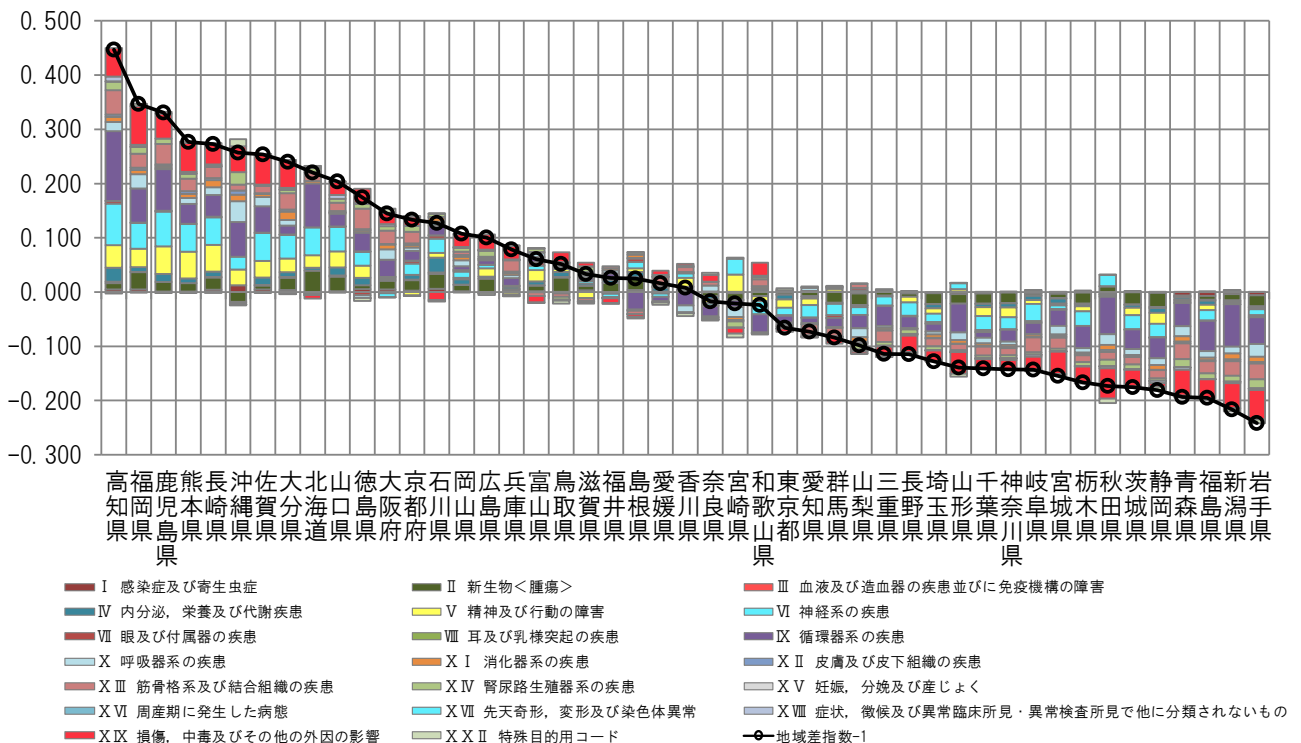 0.500
0.400
0.300
0.200
0.100
0.000
-0.100
-0.200
-0.300
高知県
福岡県
鹿児島県
熊本県
長崎県
沖縄県
佐賀県
大分県
北海道
山口県
徳島県
大阪府
京都府
石川県
岡山県
広島県
兵庫県
富山県
鳥取県
滋賀県
福井県
島根県
愛媛県
香川県
奈良県
宮崎県
和歌山県
東京都
愛知県
群馬県
山梨県
三重県
長野県
埼玉県
山形県
千葉県
神奈川県
岐阜県
宮城県
栃木県
秋田県
茨城県
静岡県
青森県
福島県
新潟県
岩手県
Ⅰ 感染症及び寄生虫症
Ⅱ 新生物<腫瘍>
Ⅲ 血液及び造血器の疾患並びに免疫機構の障害
Ⅳ 内分泌，栄養及び代謝疾患
Ⅴ 精神及び行動の障害
Ⅵ 神経系の疾患
Ⅶ 眼及び付属器の疾患
Ⅷ 耳及び乳様突起の疾患
Ⅸ 循環器系の疾患
Ⅹ 呼吸器系の疾患
ⅩⅠ 消化器系の疾患
ⅩⅡ 皮膚及び皮下組織の疾患
ⅩⅢ 筋骨格系及び結合組織の疾患
ⅩⅣ 腎尿路生殖器系の疾患
ⅩⅤ 妊娠，分娩及び産じょく
ⅩⅥ 周産期に発生した病態
ⅩⅦ 先天奇形，変形及び染色体異常
ⅩⅧ 症状，徴候及び異常臨床所見・異常検査所見で他に分類されないもの
ⅩⅨ 損傷，中毒及びその他の外因の影響
ⅩⅩⅡ 特殊目的用コード
地域差指数-1